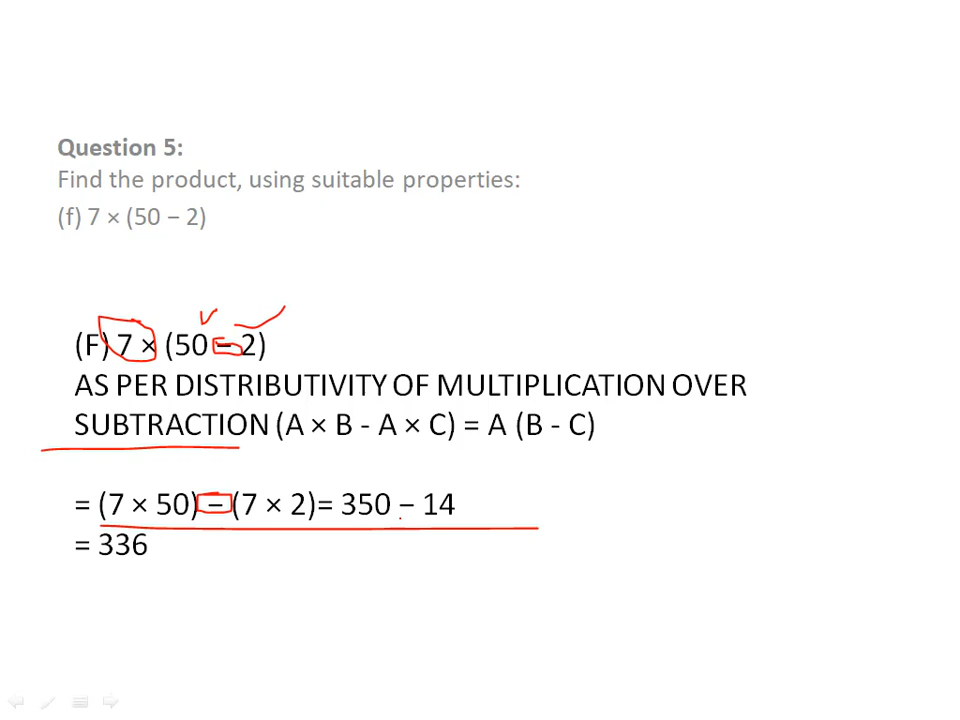 Question 5:
Find the product, using suitable properties:
(f) 7 × (50 − 2)
(F) 7 × (50 − 2)
AS PER DISTRIBUTIVITY OF MULTIPLICATION OVER
SUBTRACTION (A × B - A × C) = A (B - C)
= (7 × 50) − (7 × 2)= 350 − 14
= 336